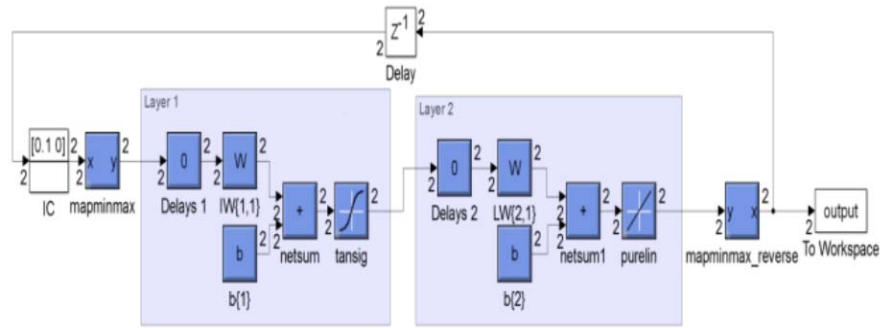 2
Z-1
2
2
Delay
Layer 1
Layer 2
[0.1 0] 2
2
IC
2 x y 2
mapminmax
2 0 2
Delays 1
2 W 2
IW{1,1}
2
2 + 2
netsum
2 2
tansig
b 2
b{1}
2 0 2
Delays 2
2 W 2
LW{2,1}
2
2 + 2
netsum1
2 2
purelin
b 2
b{2}
2 y x 2
mapminmax_reverse
2 output
To Workspace